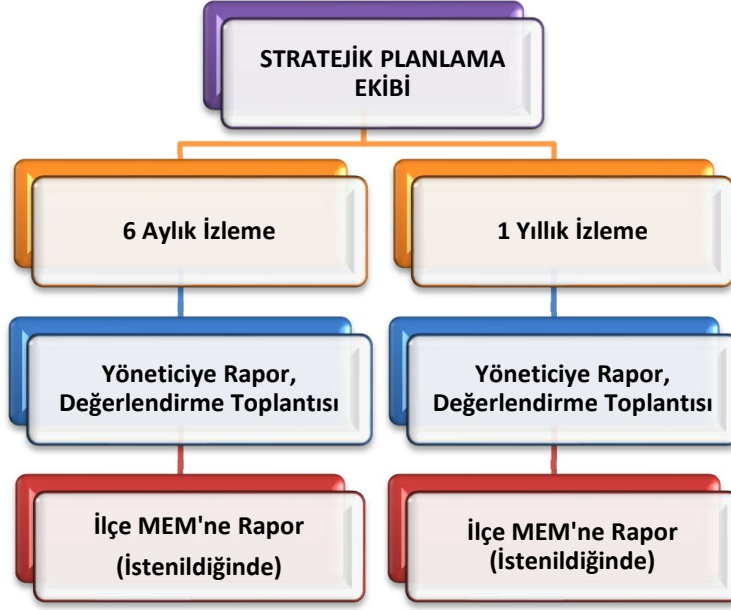 STRATEJİK PLANLAMA
EKİBİ
6 Aylık İzleme
1 Yıllık İzleme
Yöneticiye Rapor,
Değerlendirme Toplantısı
Yöneticiye Rapor,
Değerlendirme Toplantısı
İlçe MEM'ne Rapor
(İstenildiğinde)
İlçe MEM'ne Rapor
(İstenildiğinde)